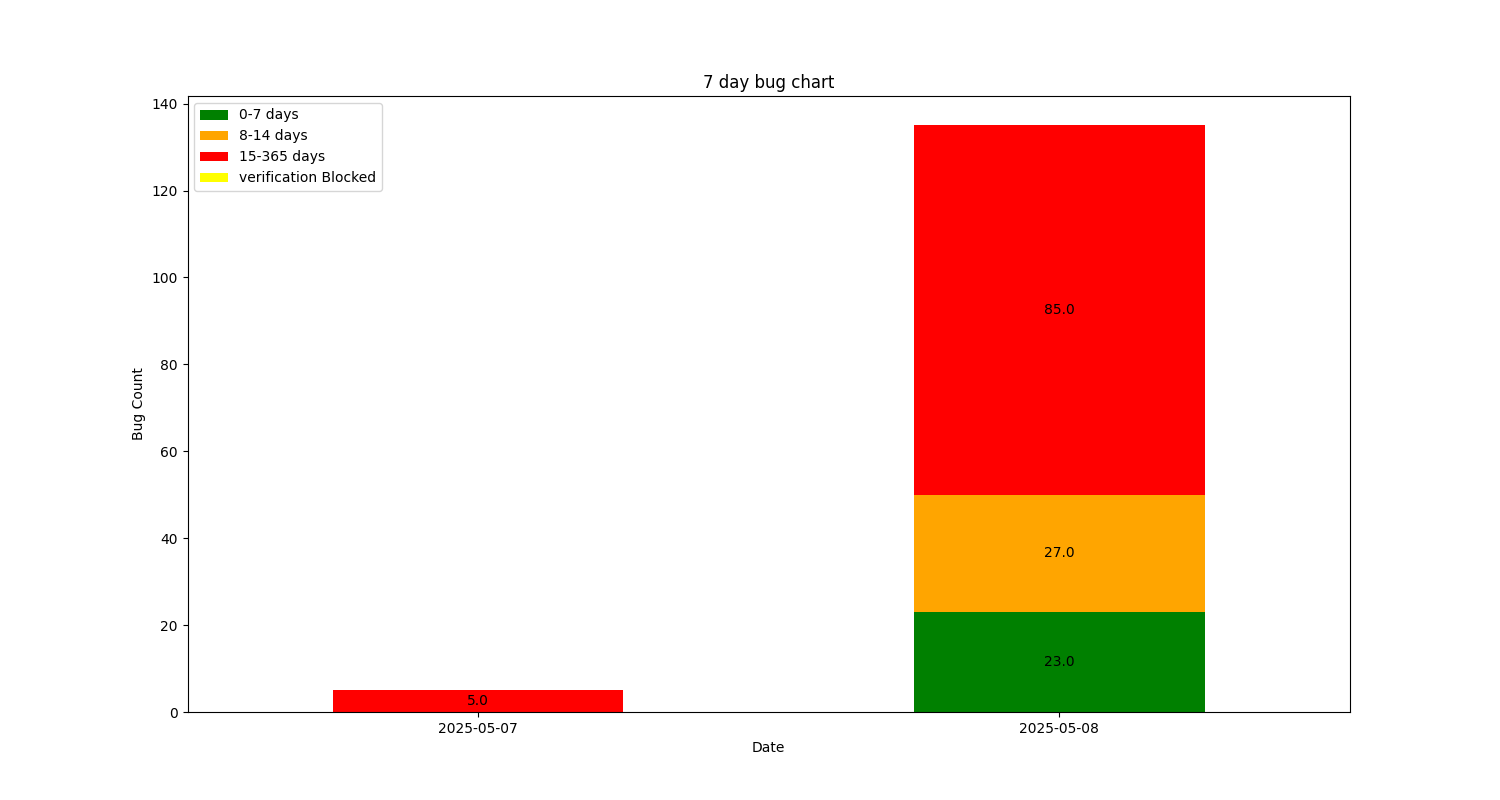 7 day bug chart
0-7 days
8-14 days
15-365 days
verification Blocked
140
120
100
80
60
40
20
0
Bug Count
85.0
27.0
23.0
5.0
2025-05-07
2025-05-08
Date